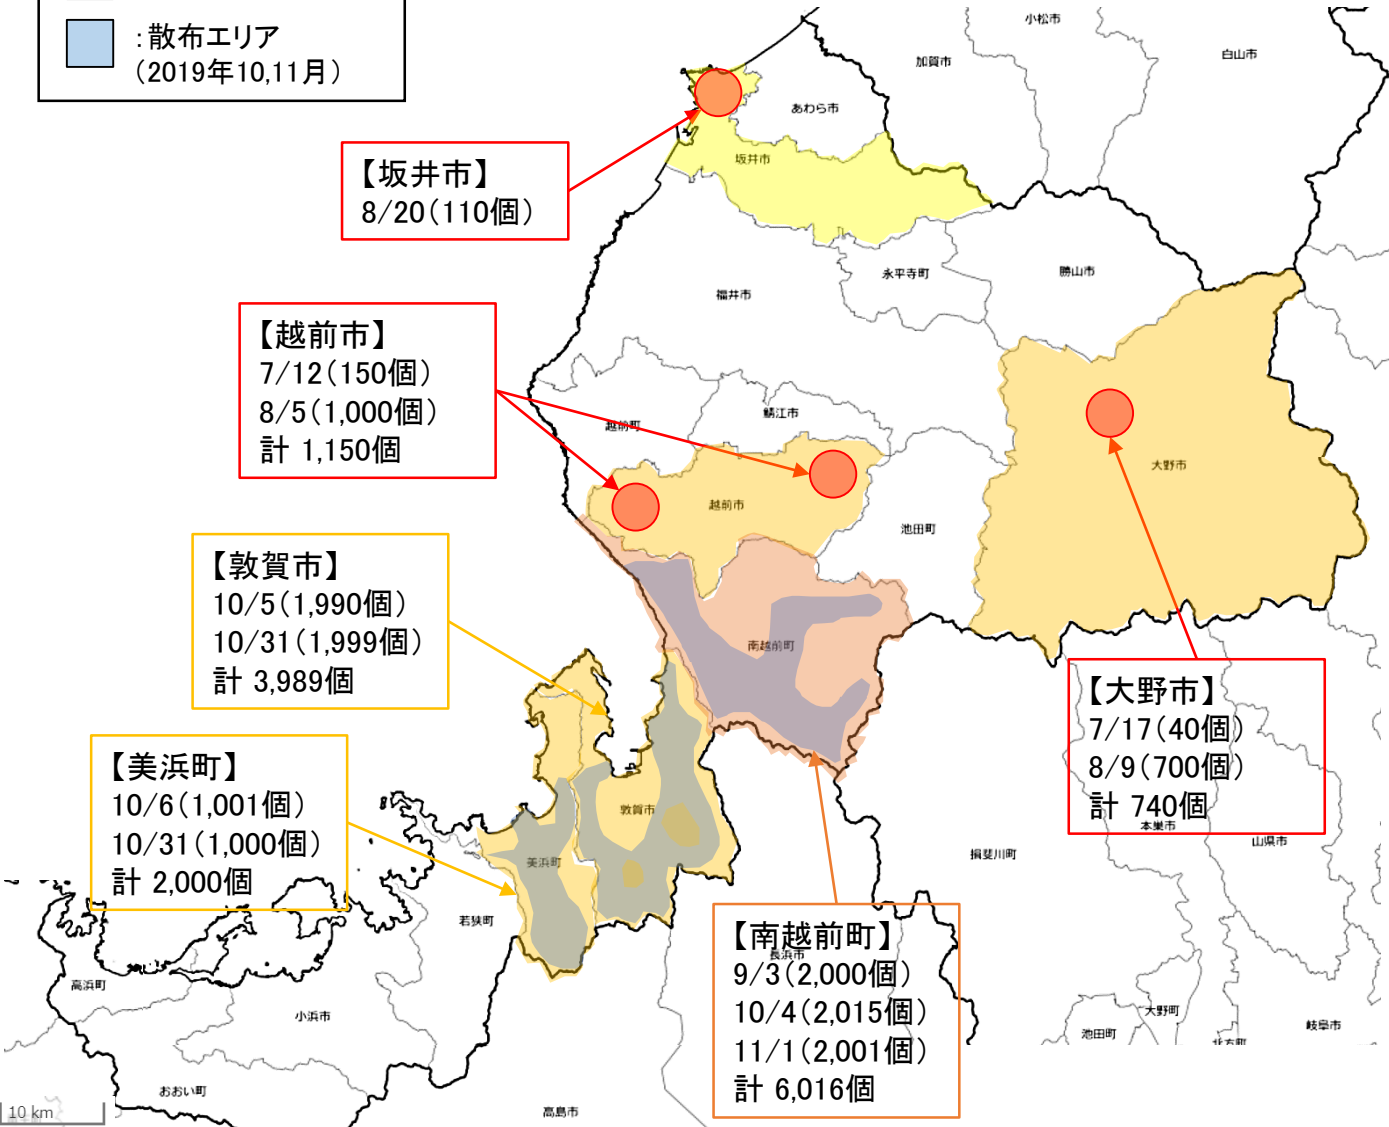 :散布エリア
(2019年10,11月)
小松市
加賀市
白山市
あわら市
坂井市
【坂井市】
8/20(110個)
永平寺町
勝山市
福井市
【越前市】
7/12(150個)
8/5(1,000個)
計 1,150個
鯖江市
越前町
大野市
越前市
池田町
【敦賀市】
10/5(1,990個)
10/31(1,999個)
計 3,989個
南越前町
【大野市】
7/17(40個)
8/9(700個)
計 740個
【美浜町】
10/6(1,001個)
10/31(1,000個)
計 2,000個
敦賀市
美浜町
本巣市
山県市
揖斐川町
若狭町
【南越前町】
長浜市
9/3(2,000個)
10/4(2,015個)
11/1(2,001個)
計 6,016個
高浜町
小浜市
大野町
池田町
岐阜市
北方町
おおい町
高島市
10 km